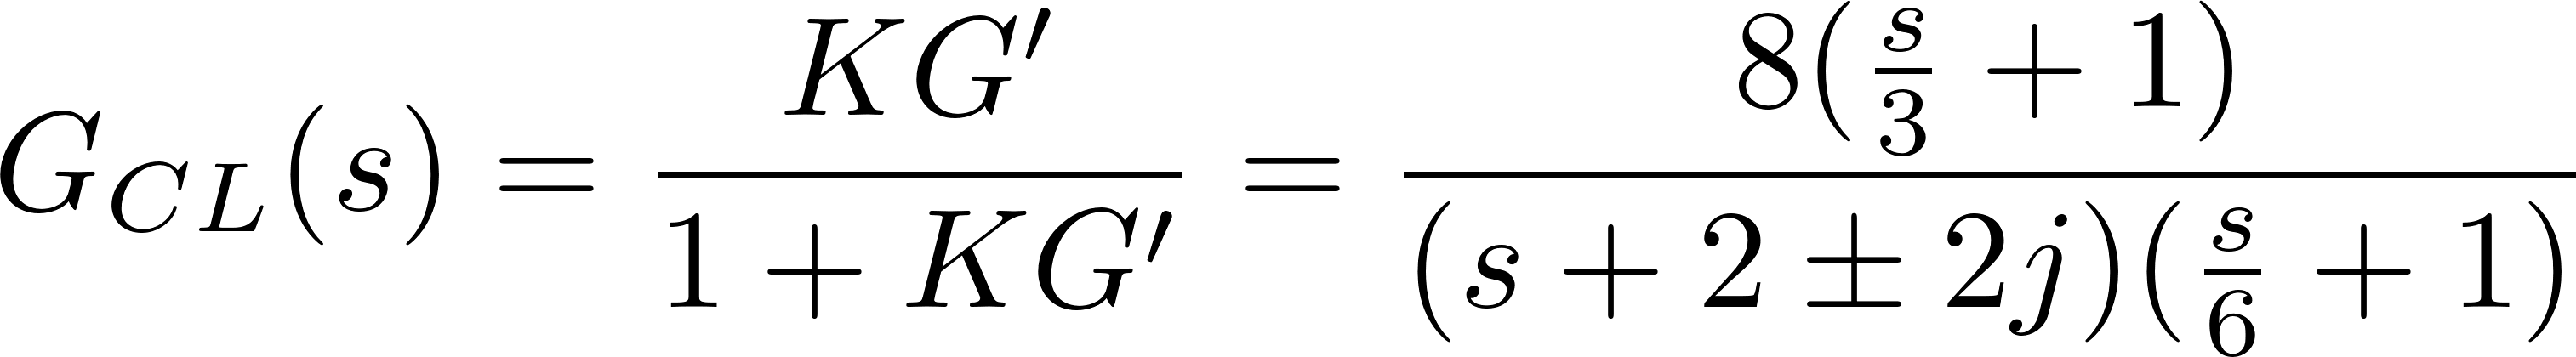 G_{CL}(s) = \frac{KG'}{1 + KG'} = \frac{8(\frac{s}{3} + 1)}{(s + 2 \pm 2j)(\frac{s}{6} + 1)}